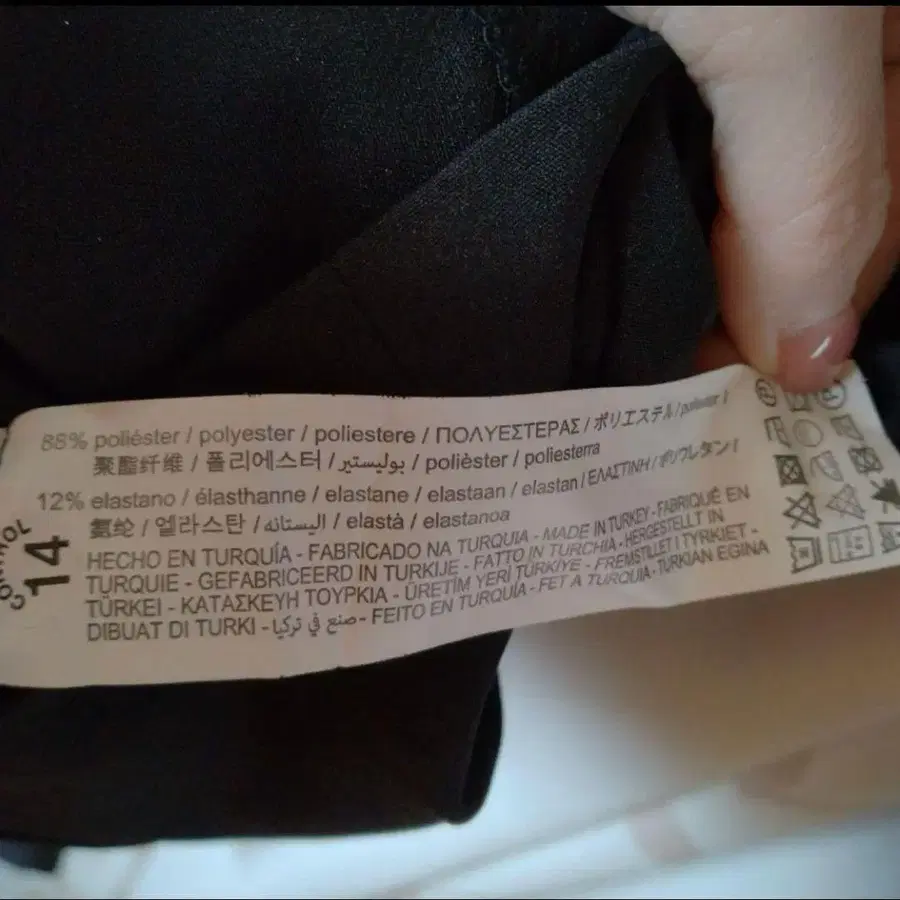 88% poliéster / polyester / poliestere / ΠΟΛΥΕΣΤΕΡΑΣ / ポリエステル / poliester /
聚酯纤维 / 폴리에스터 / بوليستير / polièster / poliesterra
12% elastano / élasthanne / elastane / elastaan / elastan / ΕΛΑΣΤΙΝΗ / ポリウレタン /
氨纶 / 엘라스탄 / اليستانه / elastà / elastanoa
HECHO EN TURQUÍA - FABRICADO NA TURQUIA - MADE IN TURKEY - FABRIQUÉ EN
TURQUIE - GEFABRICEERD IN TURKIJE - FATTO IN TURCHIA - HERGESTELLT IN
TÜRKEI - ΚΑΤΑΣΚΕΥΗ ΤΟΥΡΚΙΑ - ÜRETİM YERİ TÜRKİYE - FREMSTILLET I TYRKIET -
DIBUAT DI TURKI - صنع في تركيا - FEITO EN TURQUÍA - FET A TURQUIA - TURKIAN EGINA
CONTROL
14